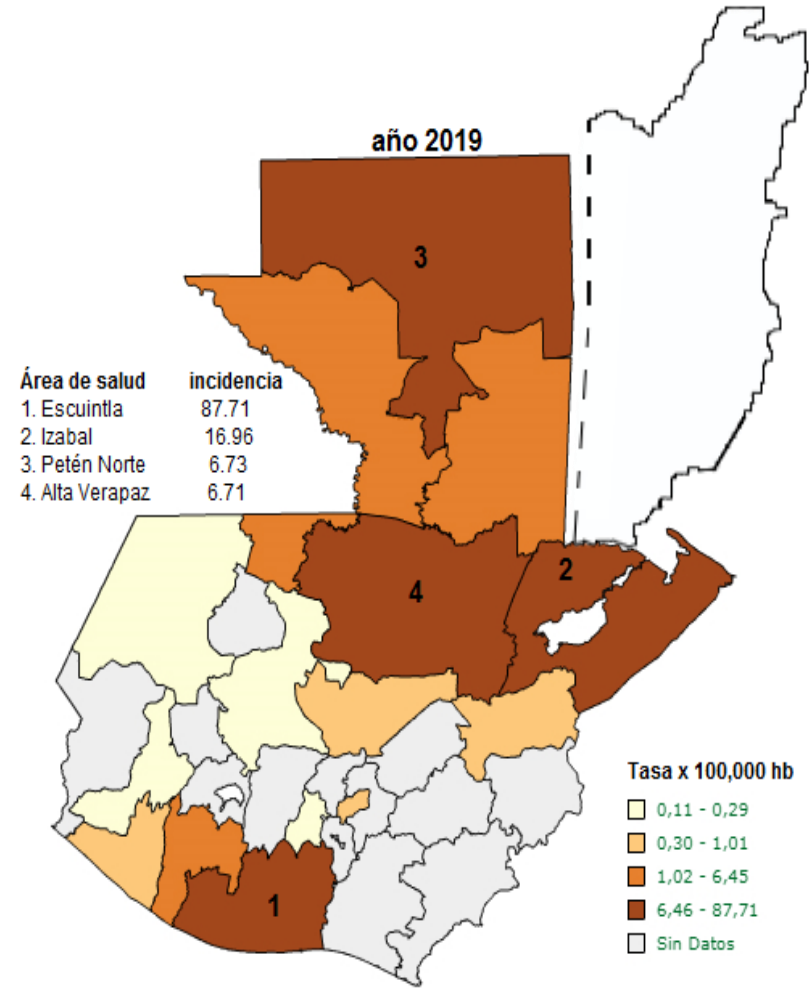 año 2019
3
Área de salud incidencia
1. Escuintla 87.71
2. Izabal 16.96
3. Petén Norte 6.73
4. Alta Verapaz 6.71
2
4
1
Tasa x 100,000 hb
0,11 - 0,29
0,30 - 1,01
1,02 - 6,45
6,46 - 87,71
Sin Datos